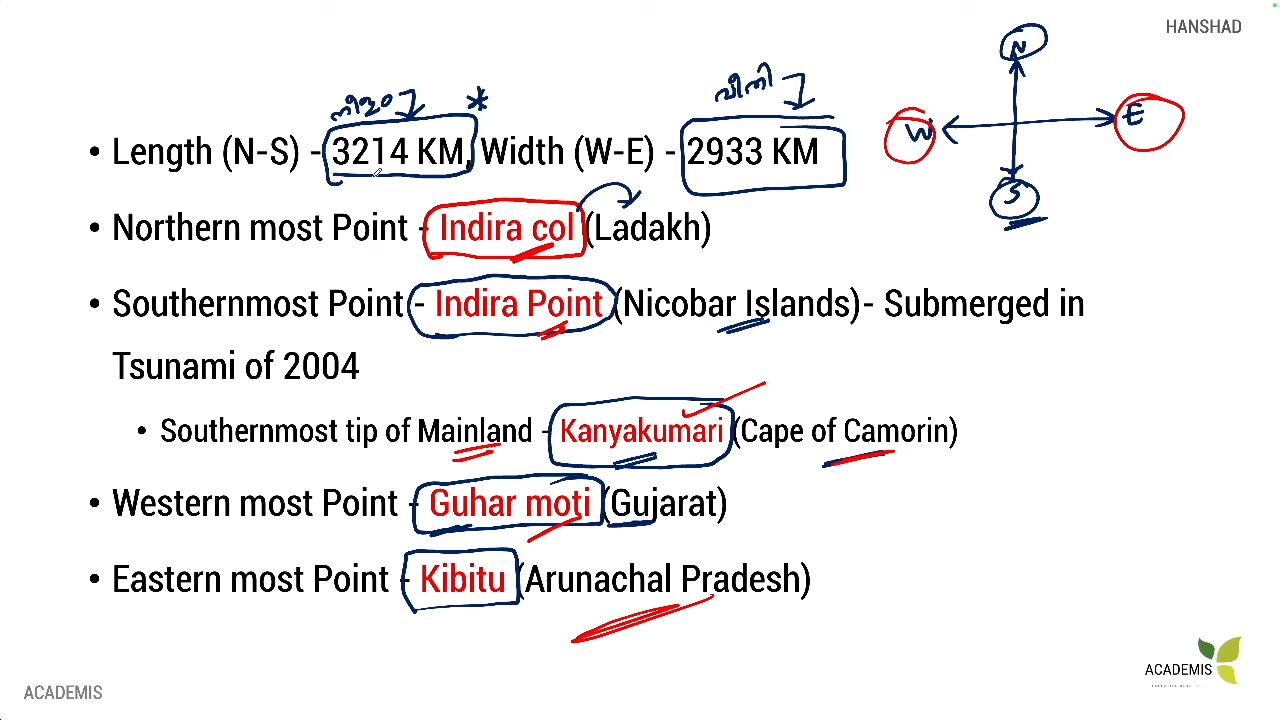 HANSHAD
N
W
E
S
നീളം *
വീതി
• Length (N-S) - 3214 KM, Width (W-E) - 2933 KM
• Northern most Point - Indira col (Ladakh)
• Southernmost Point - Indira Point (Nicobar Islands)- Submerged in
Tsunami of 2004
• Southernmost tip of Mainland - Kanyakumari (Cape of Camorin)
• Western most Point - Guhar moti (Gujarat)
• Eastern most Point - Kibitu (Arunachal Pradesh)
ACADEMIS
ACADEMIS